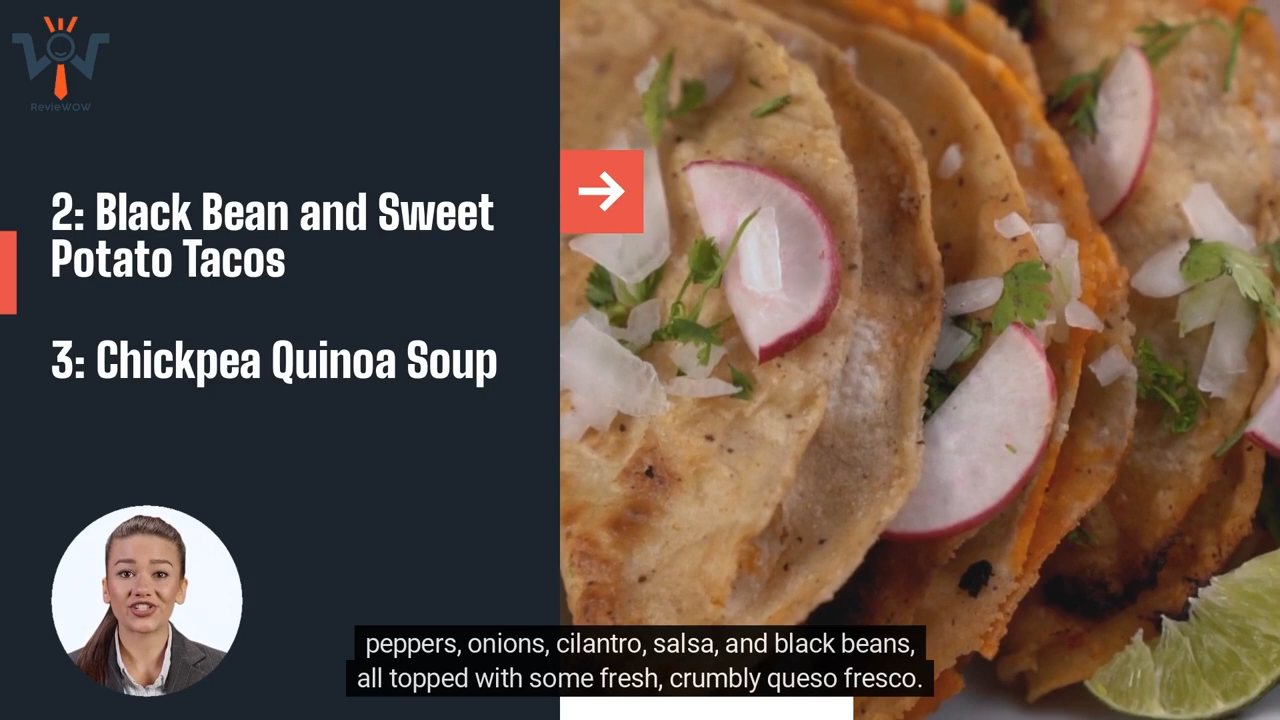 RevieWOW
2: Black Bean and Sweet
Potato Tacos
3: Chickpea Quinoa Soup
peppers, onions, cilantro, salsa, and black beans,
all topped with some fresh, crumbly queso fresco.